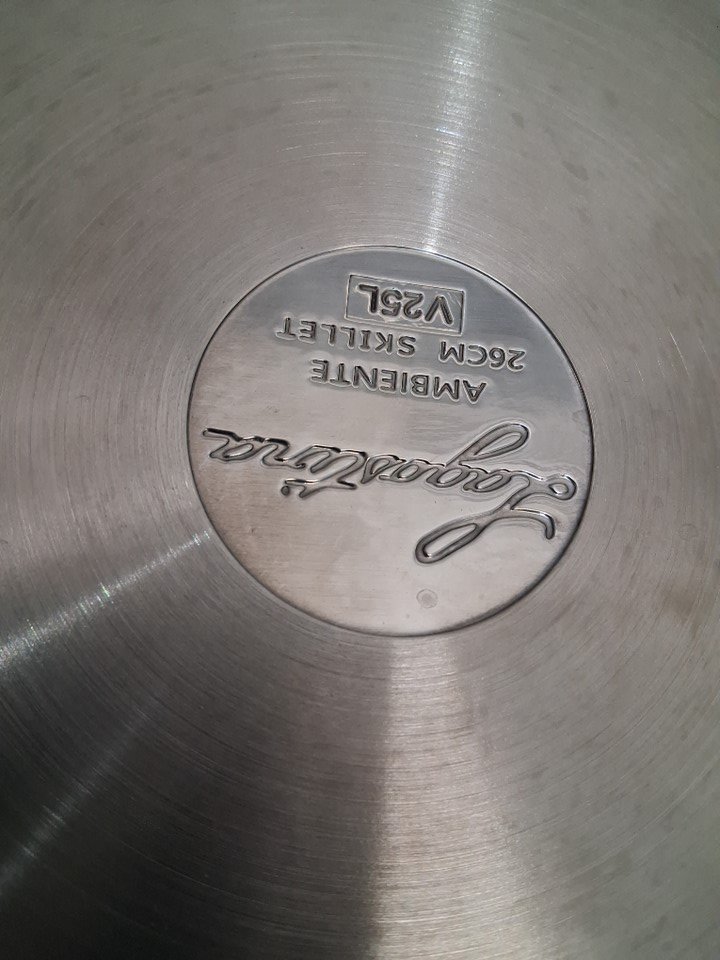 Lagostina
AMBIENTE
26CM SKILLET
V25L